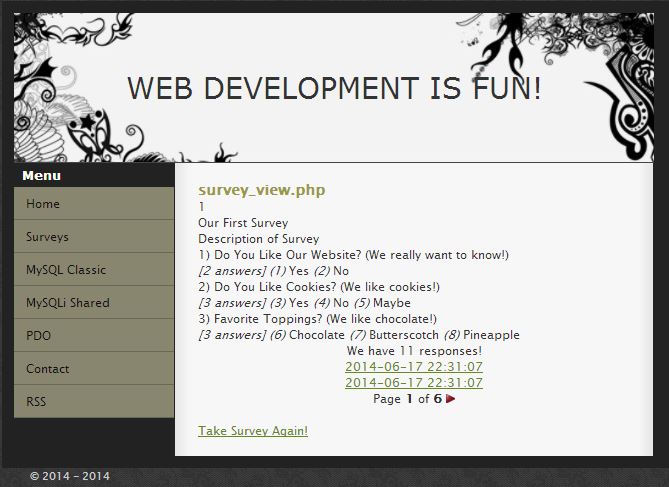 WEB DEVELOPMENT IS FUN!
Menu
Home
Surveys
MySQL Classic
MySQLi Shared
PDO
Contact
RSS
survey_view.php
1
Our First Survey
Description of Survey
1) Do You Like Our Website? (We really want to know!)
[2 answers] (1) Yes (2) No
2) Do You Like Cookies? (We like cookies!)
[3 answers] (3) Yes (4) No (5) Maybe
3) Favorite Toppings? (We like chocolate!)
[3 answers] (6) Chocolate (7) Butterscotch (8) Pineapple
We have 11 responses!
2014-06-17 22:31:07
2014-06-17 22:31:07
Page 1 of 6
Take Survey Again!
© 2014 - 2014